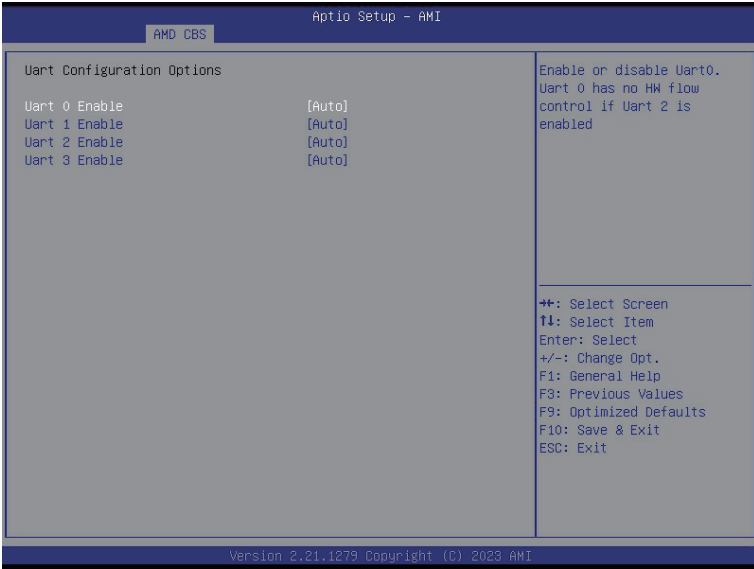 Aptio Setup – AMI
AMD CBS
Uart Configuration Options
Uart 0 Enable [Auto]
Uart 1 Enable [Auto]
Uart 2 Enable [Auto]
Uart 3 Enable [Auto]
Enable or disable Uart0.
Uart 0 has no HW flow
control if Uart 2 is
enabled
→←: Select Screen
↑↓: Select Item
Enter: Select
+/-: Change Opt.
F1: General Help
F3: Previous Values
F9: Optimized Defaults
F10: Save & Exit
ESC: Exit
Version 2.21.1279 Copyright (C) 2023 AMI